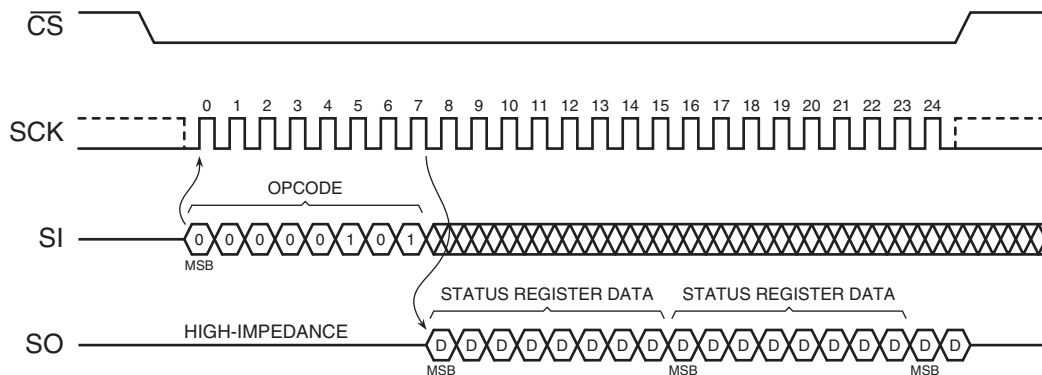 CS
0 1 2 3 4 5 6 7 8 9 10 11 12 13 14 15 16 17 18 19 20 21 22 23 24
SCK
OPCODE
SI 0 0 0 0 0 1 0 1
MSB
STATUS REGISTER DATA STATUS REGISTER DATA
HIGH-IMPEDANCE
SO D D D D D D D D D D D D D D D D D D
MSB MSB MSB